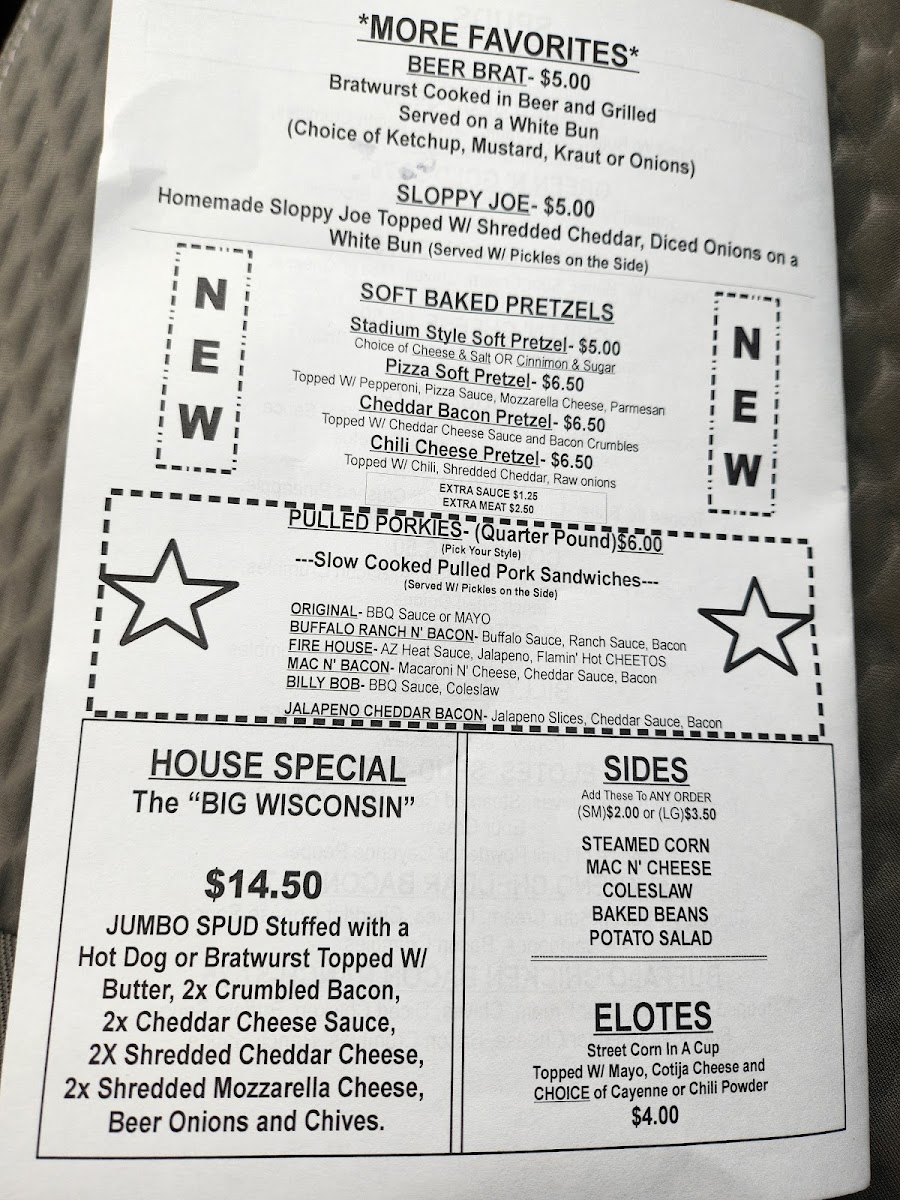 *MORE FAVORITES*
BEER BRAT- $5.00
Bratwurst Cooked in Beer and Grilled
Served on a White Bun
(Choice of Ketchup, Mustard, Kraut or Onions)
SLOPPY JOE- $5.00
Homemade Sloppy Joe Topped W/ Shredded Cheddar, Diced Onions on a
White Bun (Served W/ Pickles on the Side)
NEW
SOFT BAKED PRETZELS
Stadium Style Soft Pretzel- $5.00
Choice of Cheese & Salt OR Cinnimon & Sugar
Pizza Soft Pretzel- $6.50
Topped W/ Pepperoni, Pizza Sauce, Mozzarella Cheese, Parmesan
Cheddar Bacon Pretzel- $6.50
Topped W/ Cheddar Cheese Sauce and Bacon Crumbles
Chili Cheese Pretzel- $6.50
Topped W/ Chili, Shredded Cheddar, Raw onions
EXTRA SAUCE $1.25
EXTRA MEAT $2.50
NEW
PULLED PORKIES- (Quarter Pound)$6.00
(Pick Your Style)
---Slow Cooked Pulled Pork Sandwiches---
(Served W/ Pickles on the Side)
ORIGINAL- BBQ Sauce or MAYO
BUFFALO RANCH N' BACON- Buffalo Sauce, Ranch Sauce, Bacon
FIRE HOUSE- AZ Heat Sauce, Jalapeno, Flamin' Hot CHEETOS
MAC N' BACON- Macaroni N' Cheese, Cheddar Sauce, Bacon
BILLY BOB- BBQ Sauce, Coleslaw
JALAPENO CHEDDAR BACON- Jalapeno Slices, Cheddar Sauce, Bacon
HOUSE SPECIAL
The “BIG WISCONSIN”
$14.50
JUMBO SPUD Stuffed with a
Hot Dog or Bratwurst Topped W/
Butter, 2x Crumbled Bacon,
2x Cheddar Cheese Sauce,
2X Shredded Cheddar Cheese,
2x Shredded Mozzarella Cheese,
Beer Onions and Chives.
SIDES
Add These To ANY ORDER
(SM)$2.00 or (LG)$3.50
STEAMED CORN
MAC N' CHEESE
COLESLAW
BAKED BEANS
POTATO SALAD
ELOTES
Street Corn In A Cup
Topped W/ Mayo, Cotija Cheese and
CHOICE of Cayenne or Chili Powder
$4.00